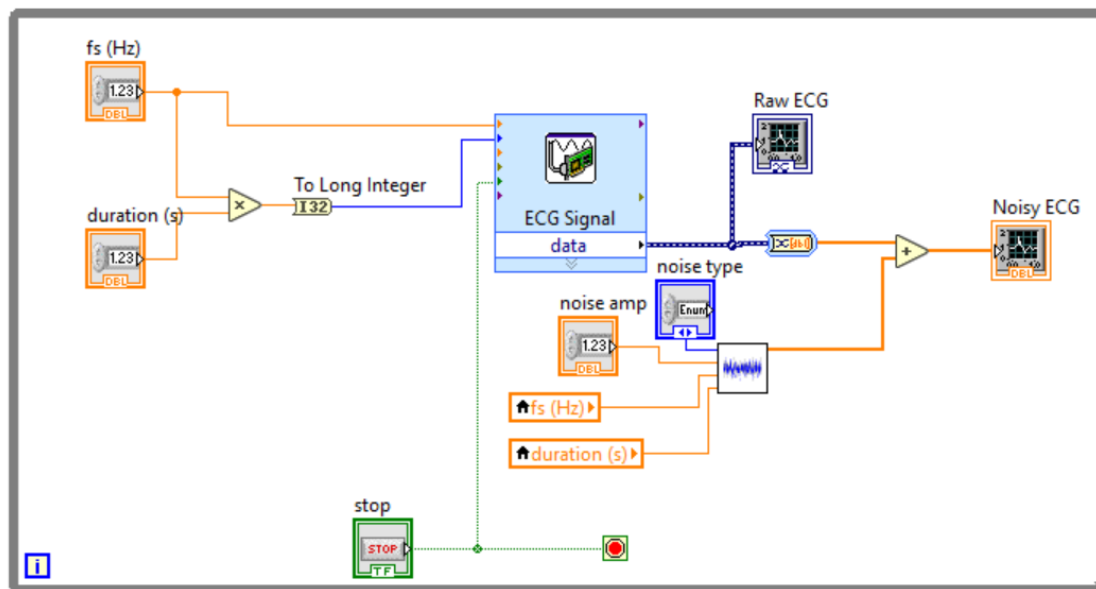 fs (Hz)
1.23
DBL
duration (s)
1.23
DBL
×
To Long Integer
I32
ECG Signal
data
Raw ECG
Noisy ECG
DBL
+
noise type
Enum
noise amp
1.23
DBL
fs (Hz)
duration (s)
stop
STOP
TF
i